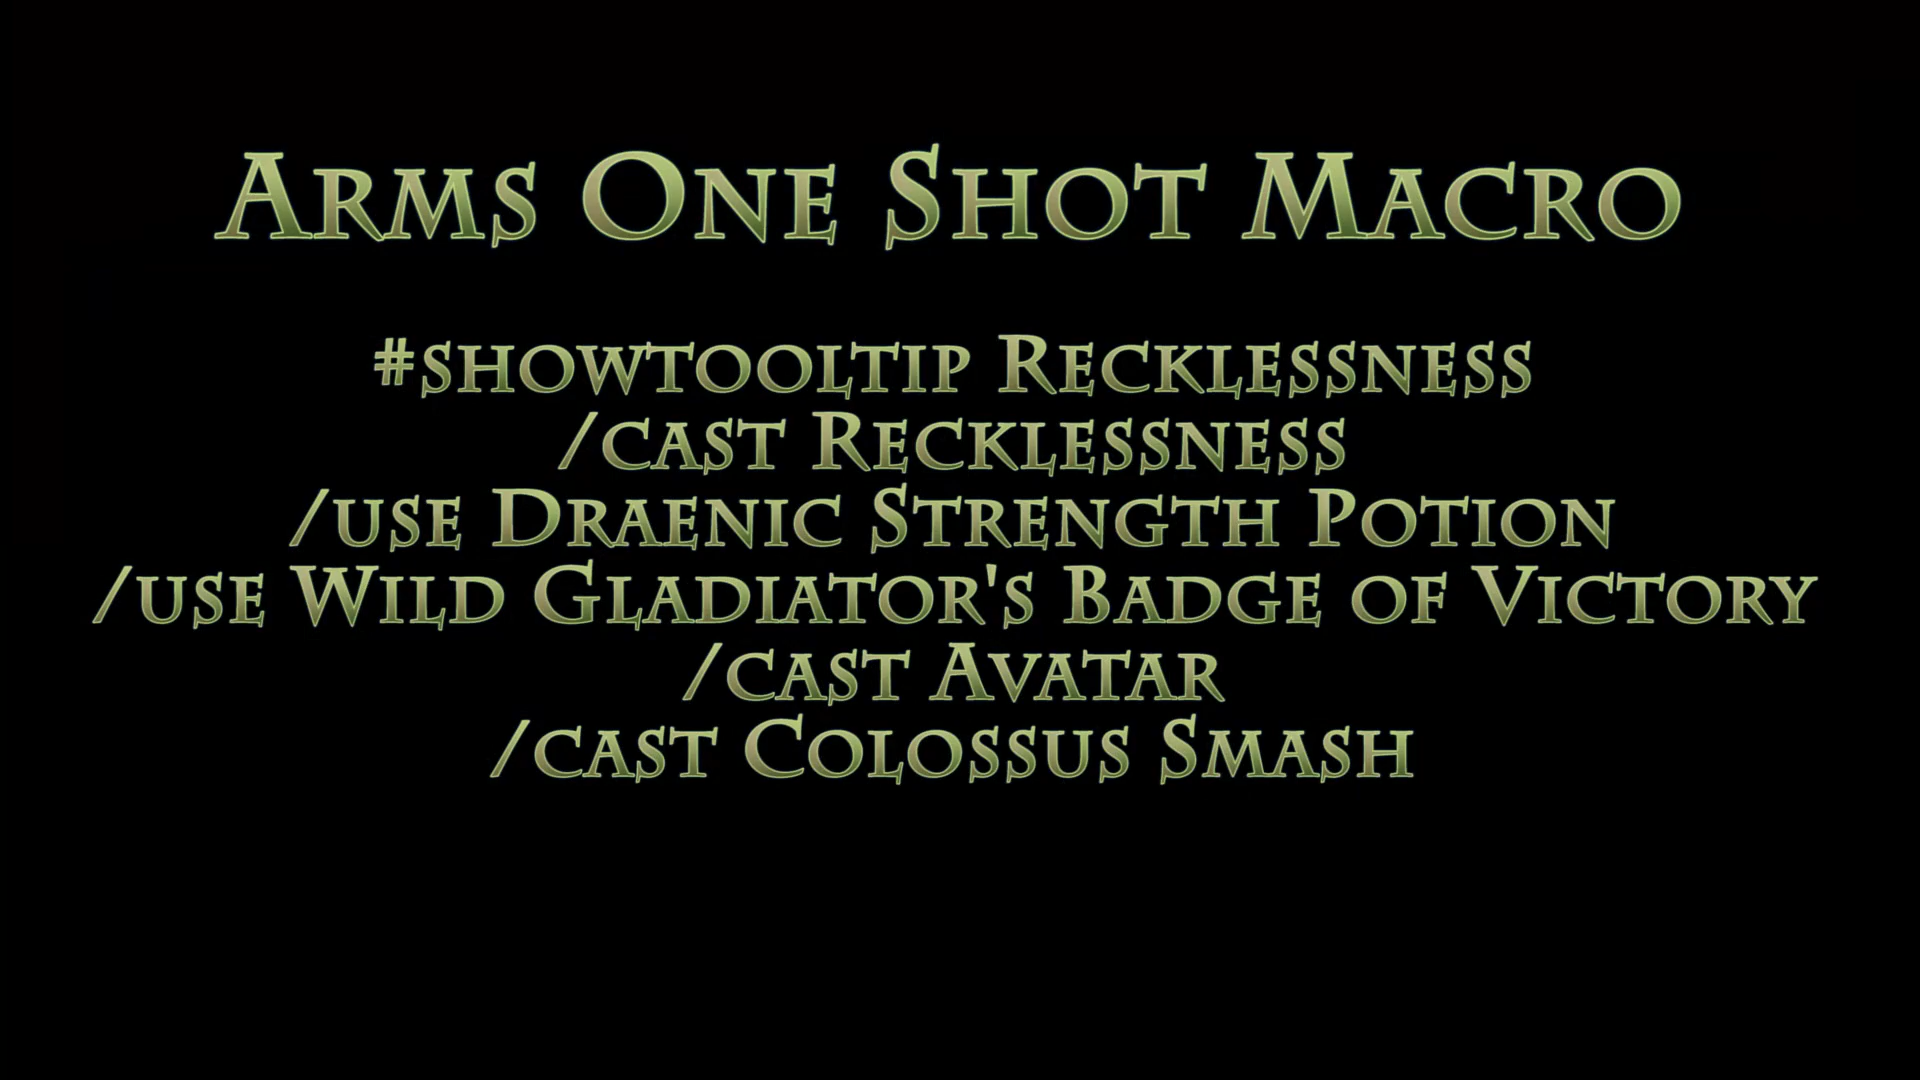 Arms One Shot Macro
#showtooltip Recklessness
/cast Recklessness
/use Draenic Strength Potion
/use Wild Gladiator's Badge of Victory
/cast Avatar
/cast Colossus Smash